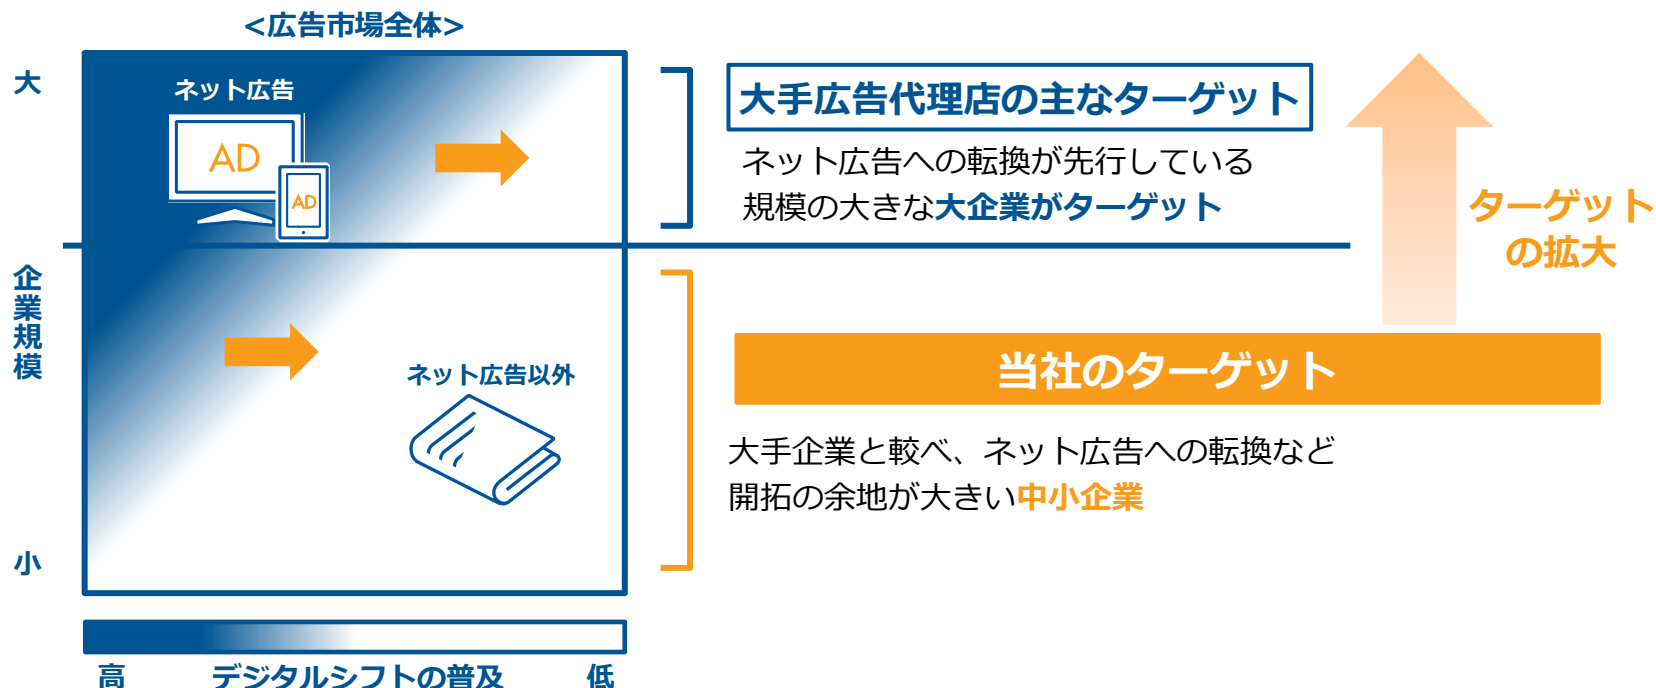 <広告市場全体>
大
ネット広告
AD
AD
企業規模
ネット広告以外
小
高
デジタルシフトの普及
低
大手広告代理店の主なターゲット
ネット広告への転換が先行している
規模の大きな大企業がターゲット
当社のターゲット
大手企業と較べ、ネット広告への転換など
開拓の余地が大きい中小企業
ターゲット
の拡大